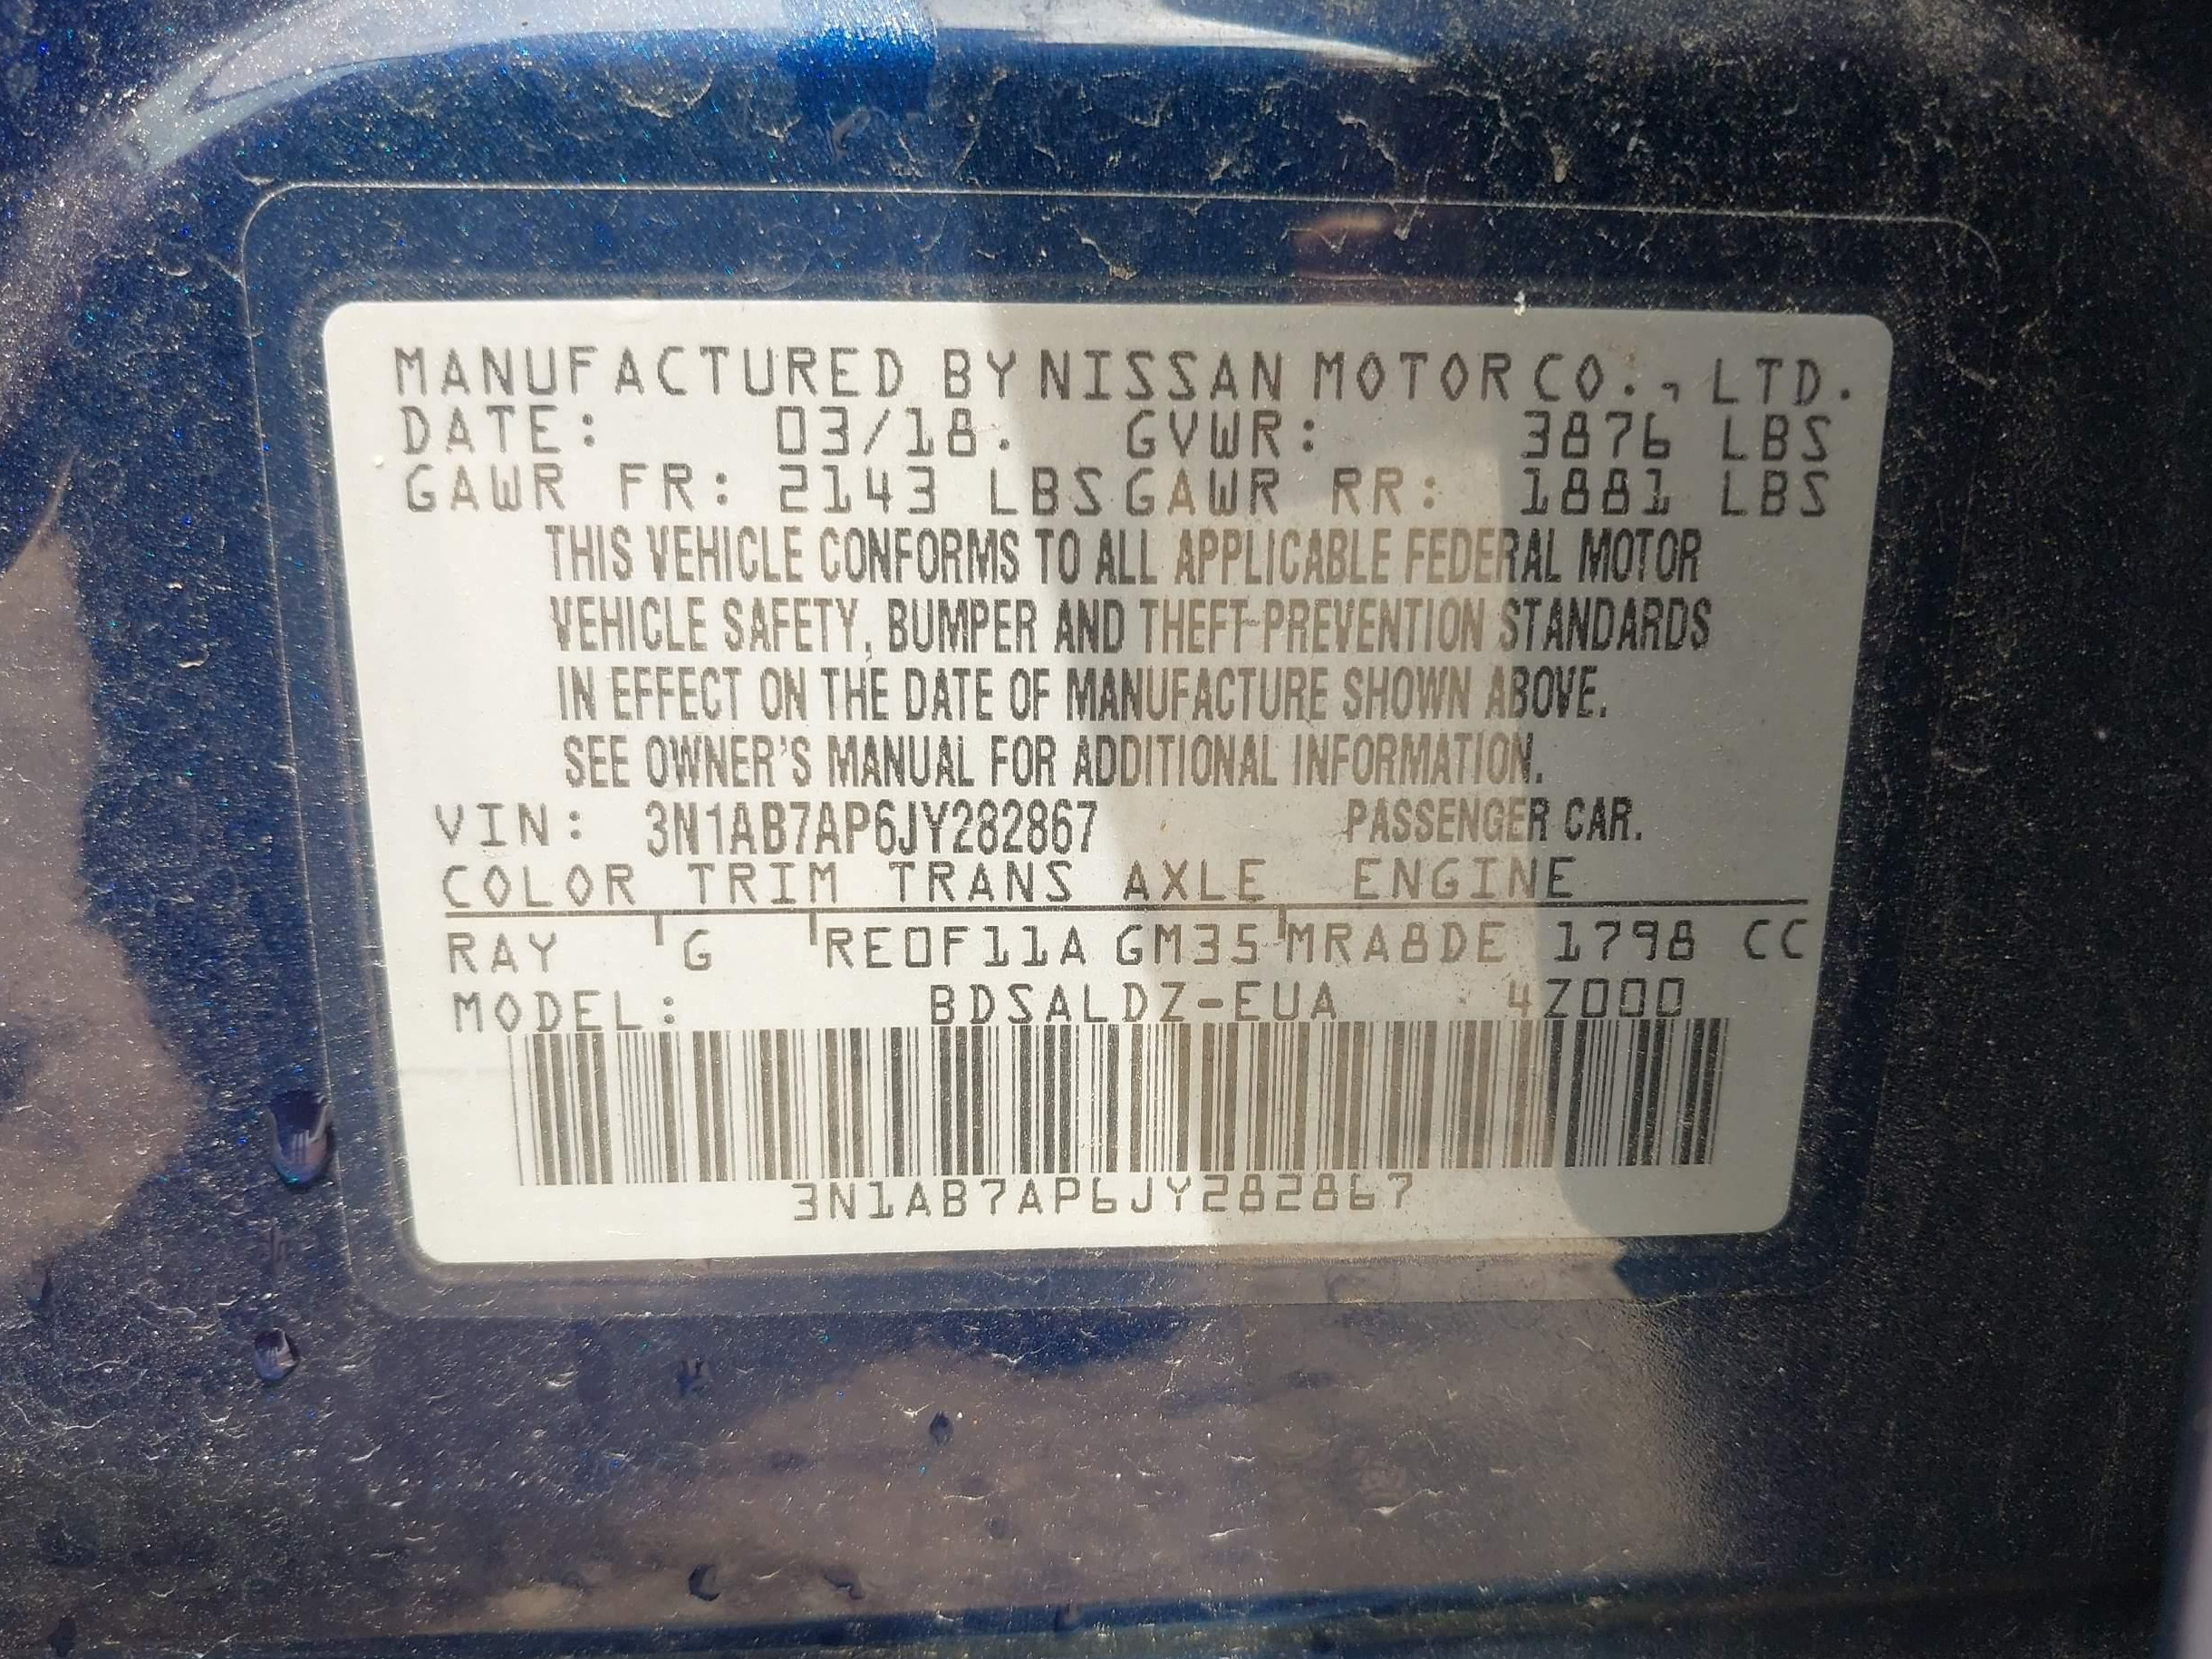 MANUFACTURED BY NISSAN MOTOR CO., LTD.
DATE: 03/18. GVWR: 3876 LBS
GAWR FR: 2143 LBS GAWR RR: 1881 LBS
THIS VEHICLE CONFORMS TO ALL APPLICABLE FEDERAL MOTOR
VEHICLE SAFETY, BUMPER AND THEFT-PREVENTION STANDARDS
IN EFFECT ON THE DATE OF MANUFACTURE SHOWN ABOVE.
SEE OWNER'S MANUAL FOR ADDITIONAL INFORMATION.
VIN: 3N1AB7AP6JY282867 PASSENGER CAR.
COLOR TRIM TRANS AXLE ENGINE
RAY G RE0F11A GM35 MRA8DE 1798 CC
MODEL: BDSALDZ-EUA 4Z000
3N1AB7AP6JY282867